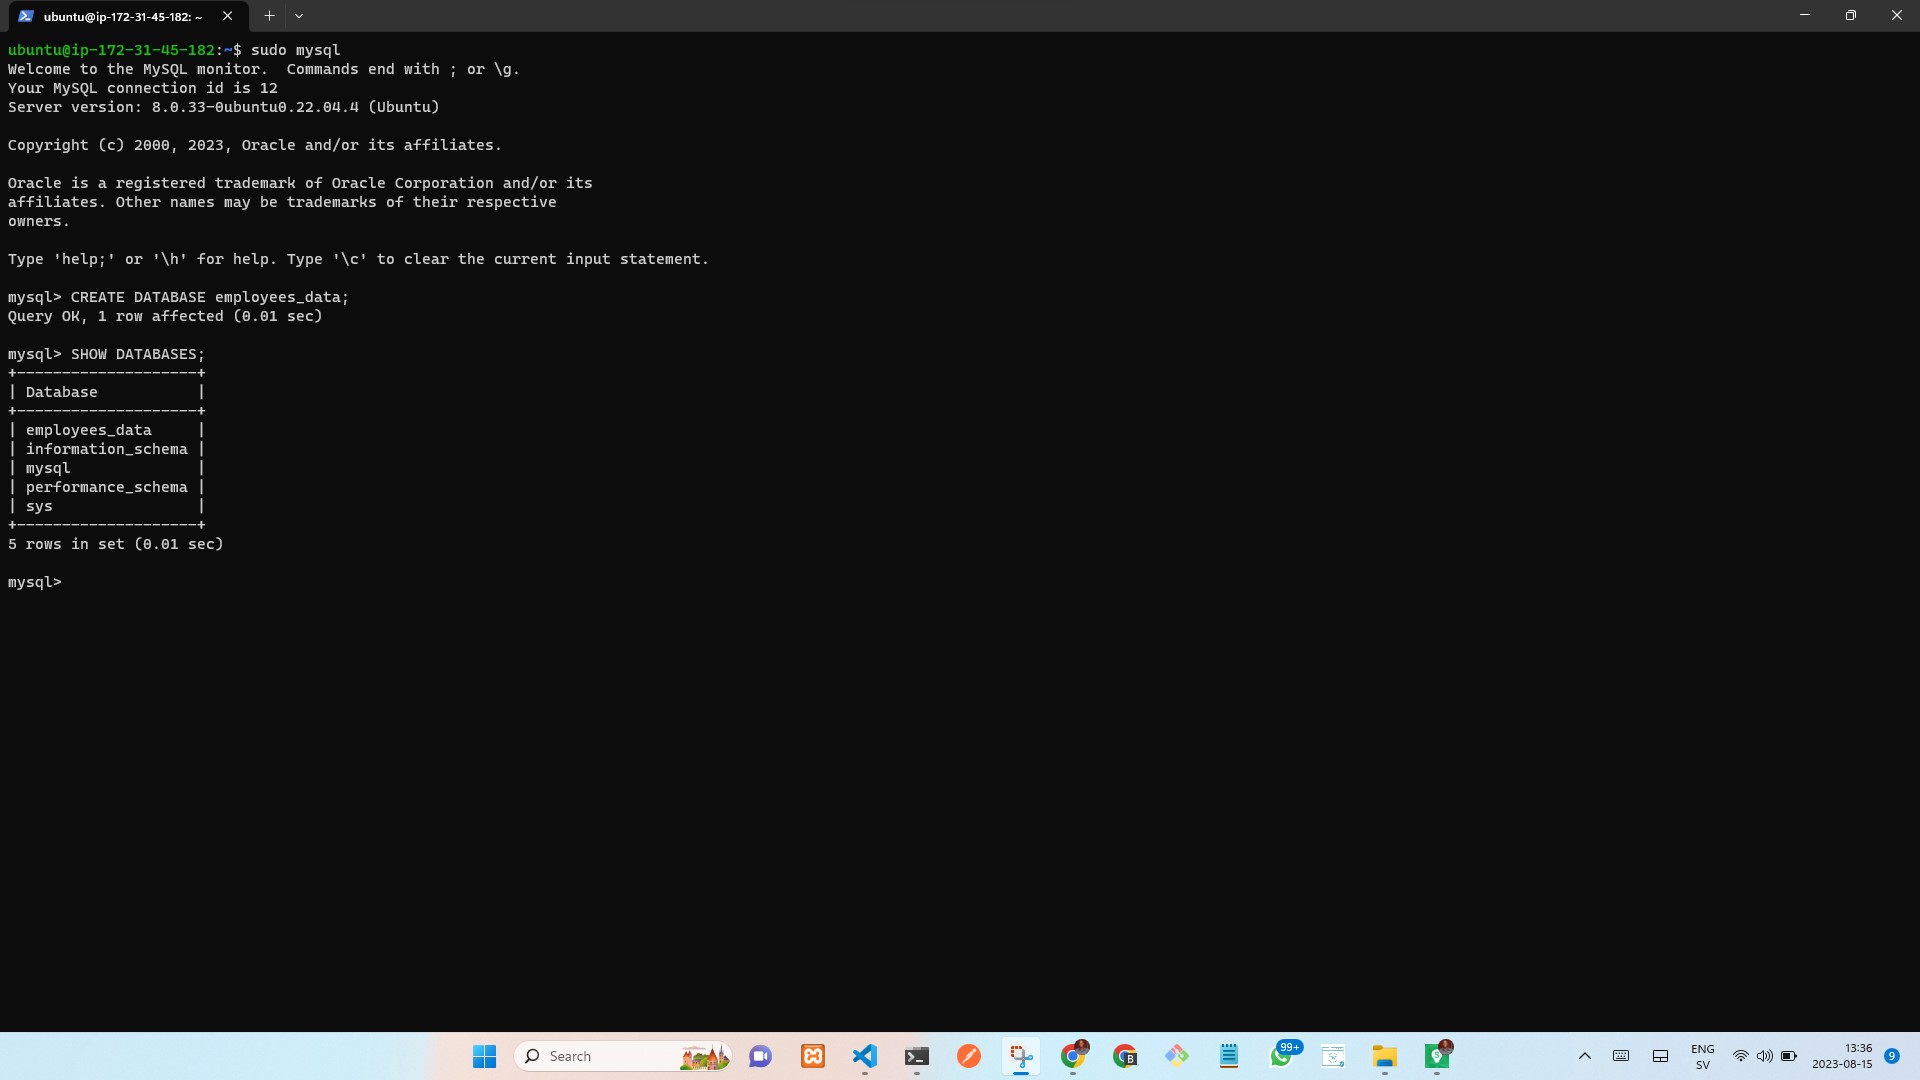 ubuntu@ip-172-31-45-182: ~
ubuntu@ip-172-31-45-182:~$ sudo mysql
Welcome to the MySQL monitor.  Commands end with ; or \g.
Your MySQL connection id is 12
Server version: 8.0.33-0ubuntu0.22.04.4 (Ubuntu)
Copyright (c) 2000, 2023, Oracle and/or its affiliates.
Oracle is a registered trademark of Oracle Corporation and/or its
affiliates. Other names may be trademarks of their respective
owners.
Type 'help;' or '\h' for help. Type '\c' to clear the current input statement.
mysql> CREATE DATABASE employees_data;
Query OK, 1 row affected (0.01 sec)
mysql> SHOW DATABASES;
+--------------------+
| Database           |
+--------------------+
| employees_data     |
| information_schema |
| mysql              |
| performance_schema |
| sys                |
+--------------------+
5 rows in set (0.01 sec)
mysql>
Search
B
99+
ENG
SV
13:36
2023-08-15
9